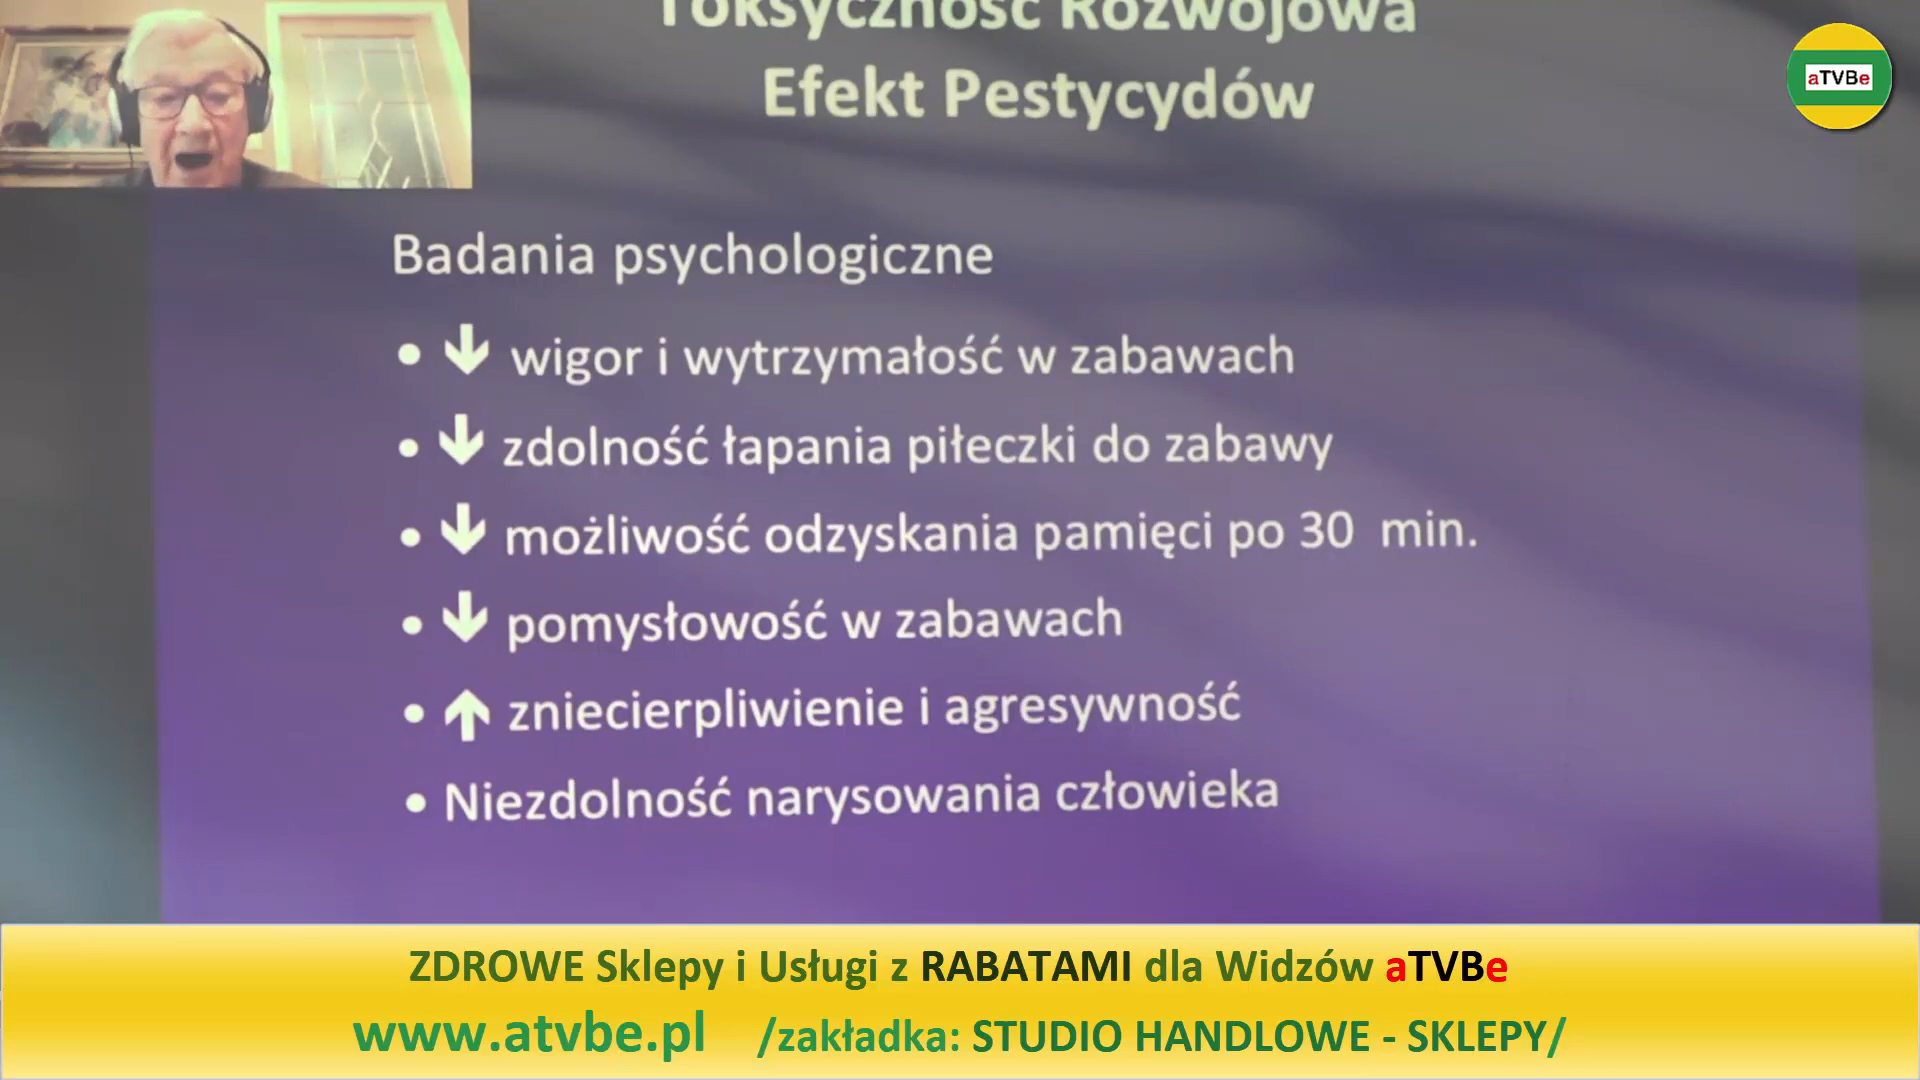 Toksyczność Rozwojowa
Efekt Pestycydów
aTVBe
Badania psychologiczne
• ↓ wigor i wytrzymałość w zabawach
• ↓ zdolność łapania piłeczki do zabawy
• ↓ możliwość odzyskania pamięci po 30 min.
• ↓ pomysłowość w zabawach
• ↑ zniecierpliwienie i agresywność
• Niezdolność narysowania człowieka
ZDROWE Sklepy i Usługi z RABATAMI dla Widzów aTVBe
www.atvbe.pl /zakładka: STUDIO HANDLOWE - SKLEPY/